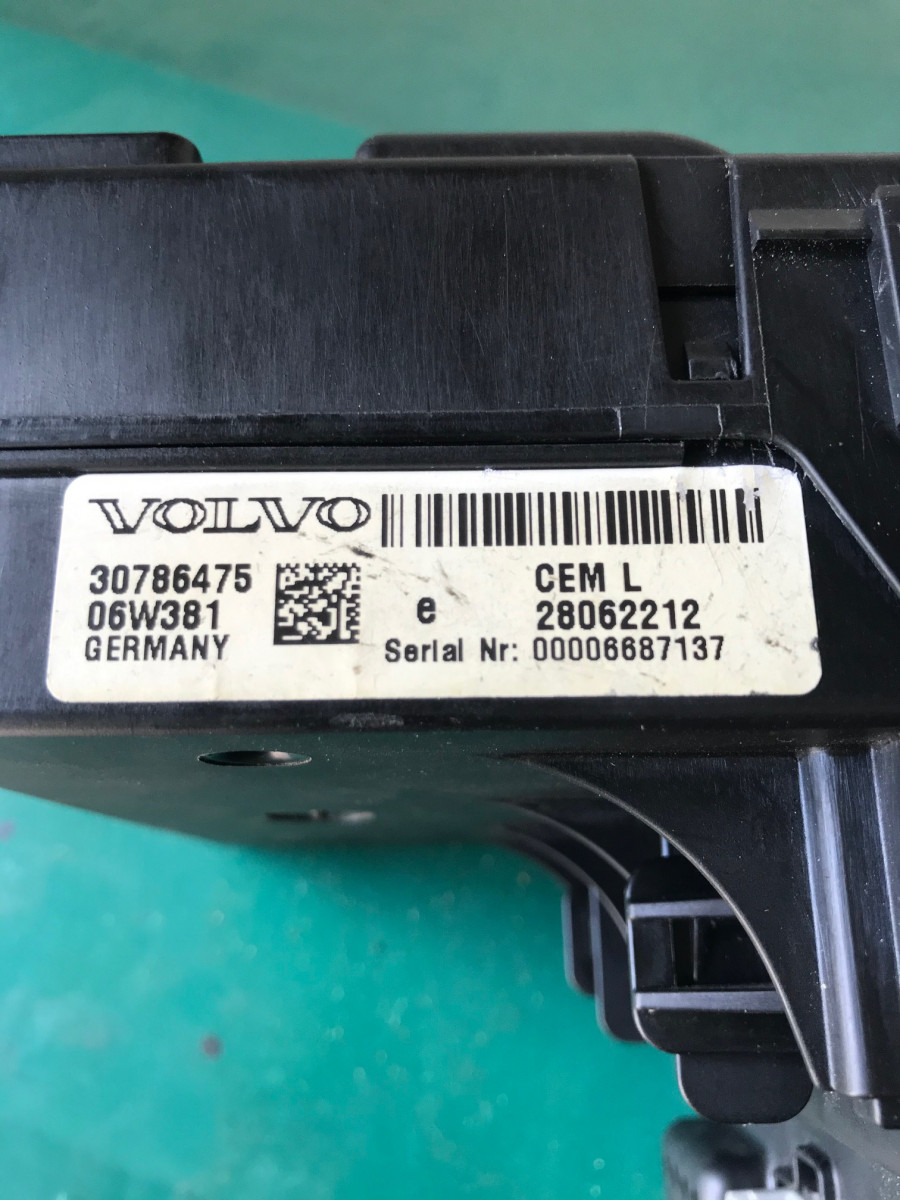 VOLVO
30786475
06W381
GERMANY
e
CEM L
28062212
Serial Nr: 00006687137